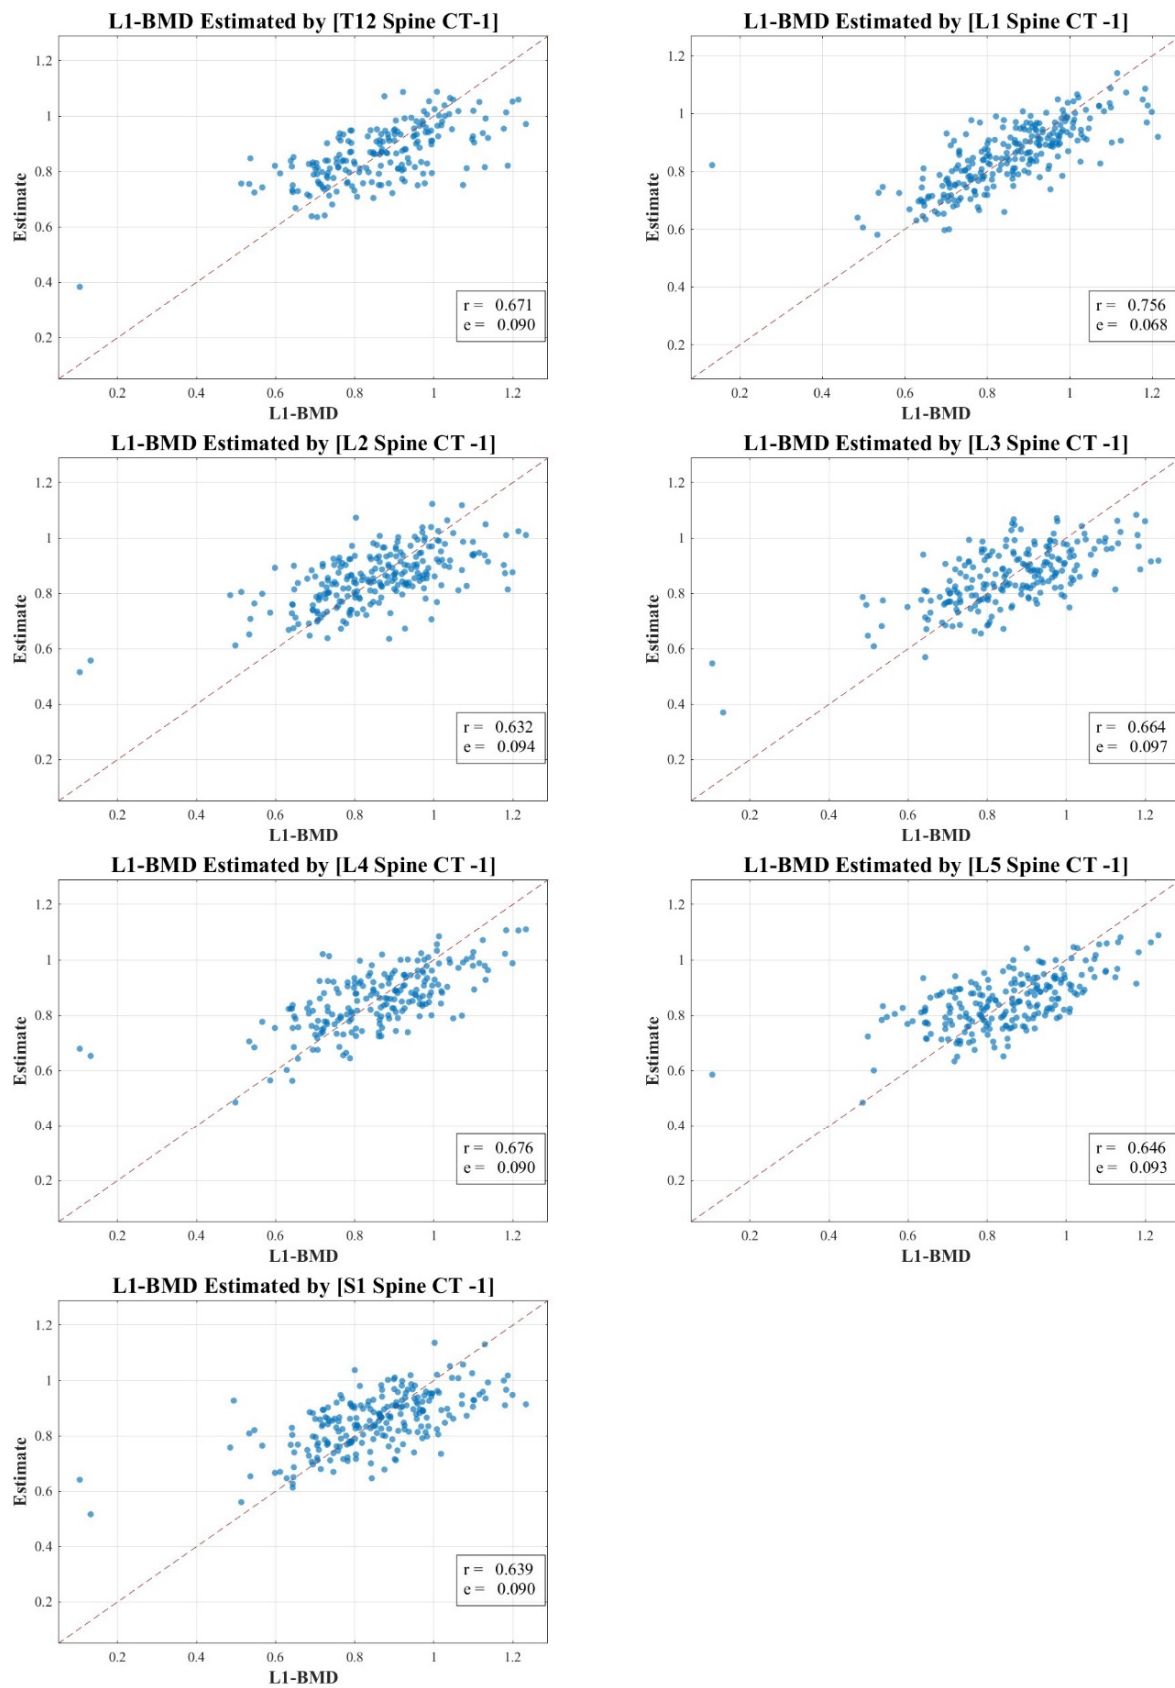 L1-BMD Estimated by [T12 Spine CT-1]
1.2
1
0.8
0.6
0.4
0.2
Estimate
r = 0.671
e = 0.090
0.2 0.4 0.6 0.8 1 1.2
L1-BMD
L1-BMD Estimated by [L1 Spine CT -1]
1.2
1
0.8
0.6
0.4
0.2
Estimate
r = 0.756
e = 0.068
0.2 0.4 0.6 0.8 1 1.2
L1-BMD
L1-BMD Estimated by [L2 Spine CT -1]
1.2
1
0.8
0.6
0.4
0.2
Estimate
r = 0.632
e = 0.094
0.2 0.4 0.6 0.8 1 1.2
L1-BMD
L1-BMD Estimated by [L3 Spine CT -1]
1.2
1
0.8
0.6
0.4
0.2
Estimate
r = 0.664
e = 0.097
0.2 0.4 0.6 0.8 1 1.2
L1-BMD
L1-BMD Estimated by [L4 Spine CT -1]
1.2
1
0.8
0.6
0.4
0.2
Estimate
r = 0.676
e = 0.090
0.2 0.4 0.6 0.8 1 1.2
L1-BMD
L1-BMD Estimated by [L5 Spine CT -1]
1.2
1
0.8
0.6
0.4
0.2
Estimate
r = 0.646
e = 0.093
0.2 0.4 0.6 0.8 1 1.2
L1-BMD
L1-BMD Estimated by [S1 Spine CT -1]
1.2
1
0.8
0.6
0.4
0.2
Estimate
r = 0.639
e = 0.090
0.2 0.4 0.6 0.8 1 1.2
L1-BMD